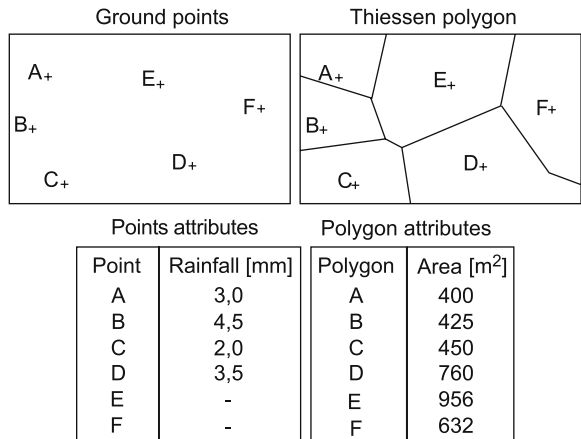 Ground points
Thiessen polygon
A+
E+
F+
B+
D+
C+
A+
E+
F+
B+
D+
C+
Points attributes
Polygon attributes
Point Rainfall [mm]
A 3,0
B 4,5
C 2,0
D 3,5
E -
F -
Polygon Area [m²]
A 400
B 425
C 450
D 760
E 956
F 632